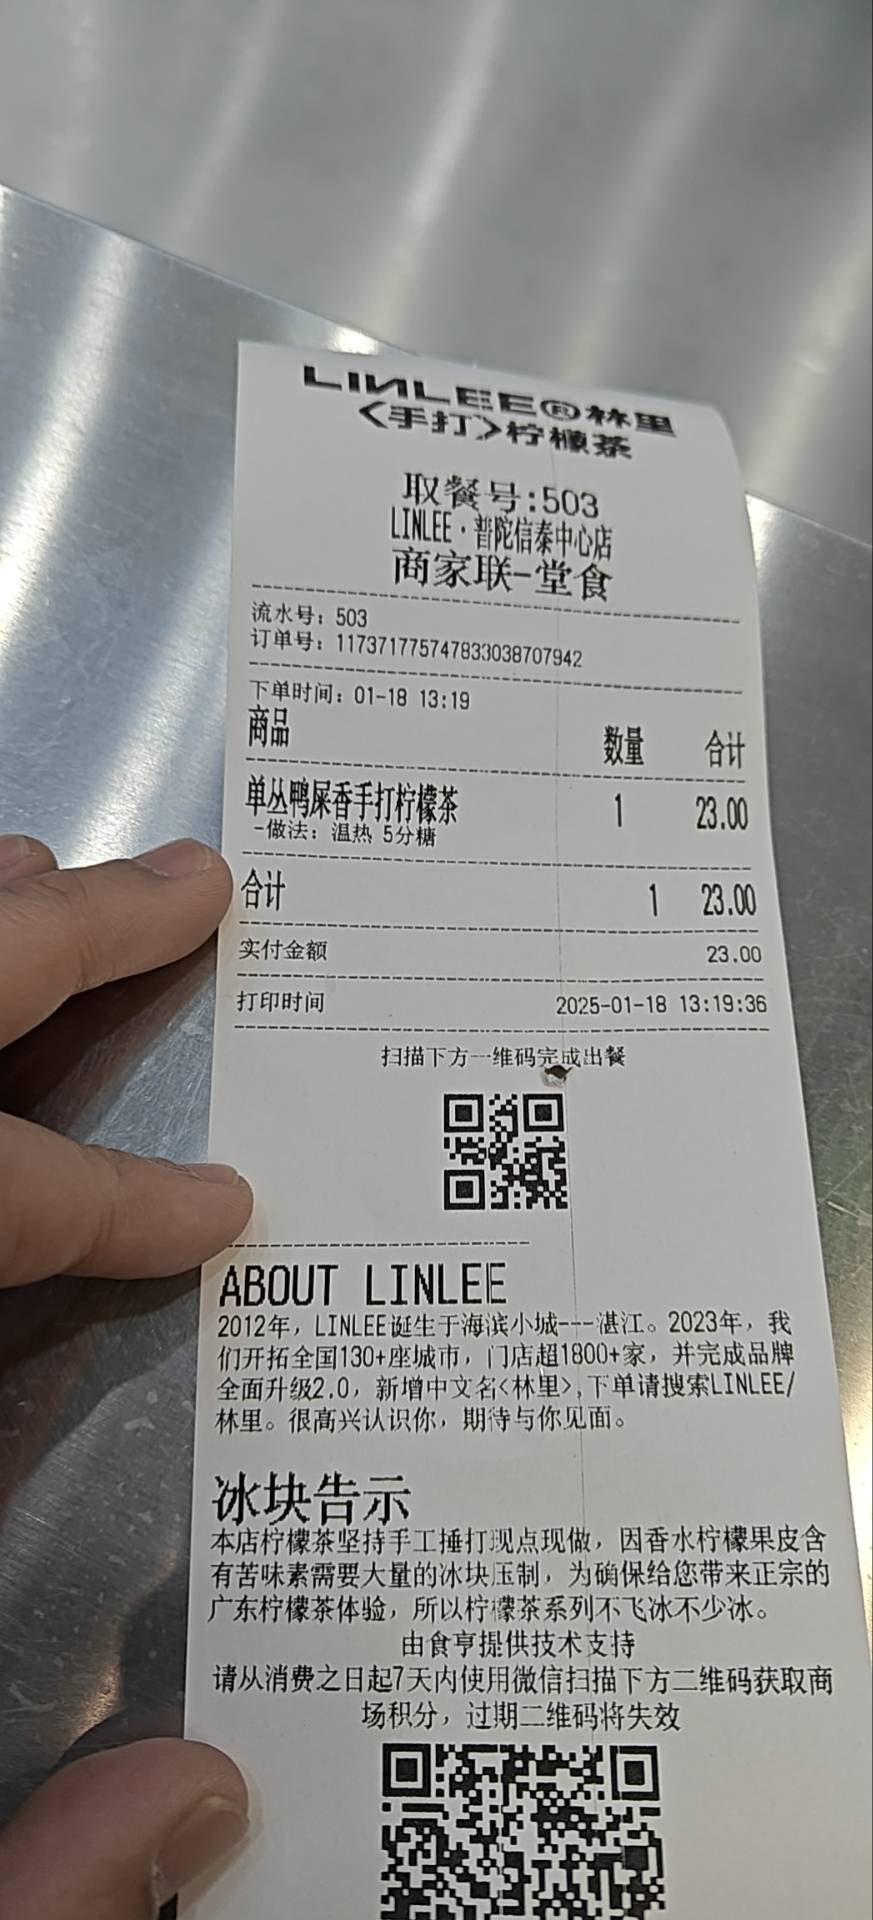 LINLEE®林里
<手打>柠檬茶
取餐号:503
LINLEE·普陀信泰中心店
商家联-堂食
流水号: 503
订单号: 117371775747833038707942
下单时间: 01-18 13:19
商品 数量 合计
单丛鸭屎香手打柠檬茶 1 23.00
-做法: 温热 5分糖
合计 1 23.00
实付金额 23.00
打印时间 2025-01-18 13:19:36
扫描下方一维码完成出餐
ABOUT LINLEE
2012年, LINLEE诞生于海滨小城---湛江。2023年, 我
们开拓全国130+座城市, 门店超1800+家, 并完成品牌
全面升级2.0, 新增中文名<林里>,下单请搜索LINLEE/
林里。很高兴认识你, 期待与你见面。
冰块告示
本店柠檬茶坚持手工捶打现点现做, 因香水柠檬果皮含
有苦味素需要大量的冰块压制, 为确保给您带来正宗的
广东柠檬茶体验, 所以柠檬茶系列不飞冰不少冰。
由食亨提供技术支持
请从消费之日起7天内使用微信扫描下方二维码获取商
场积分, 过期二维码将失效